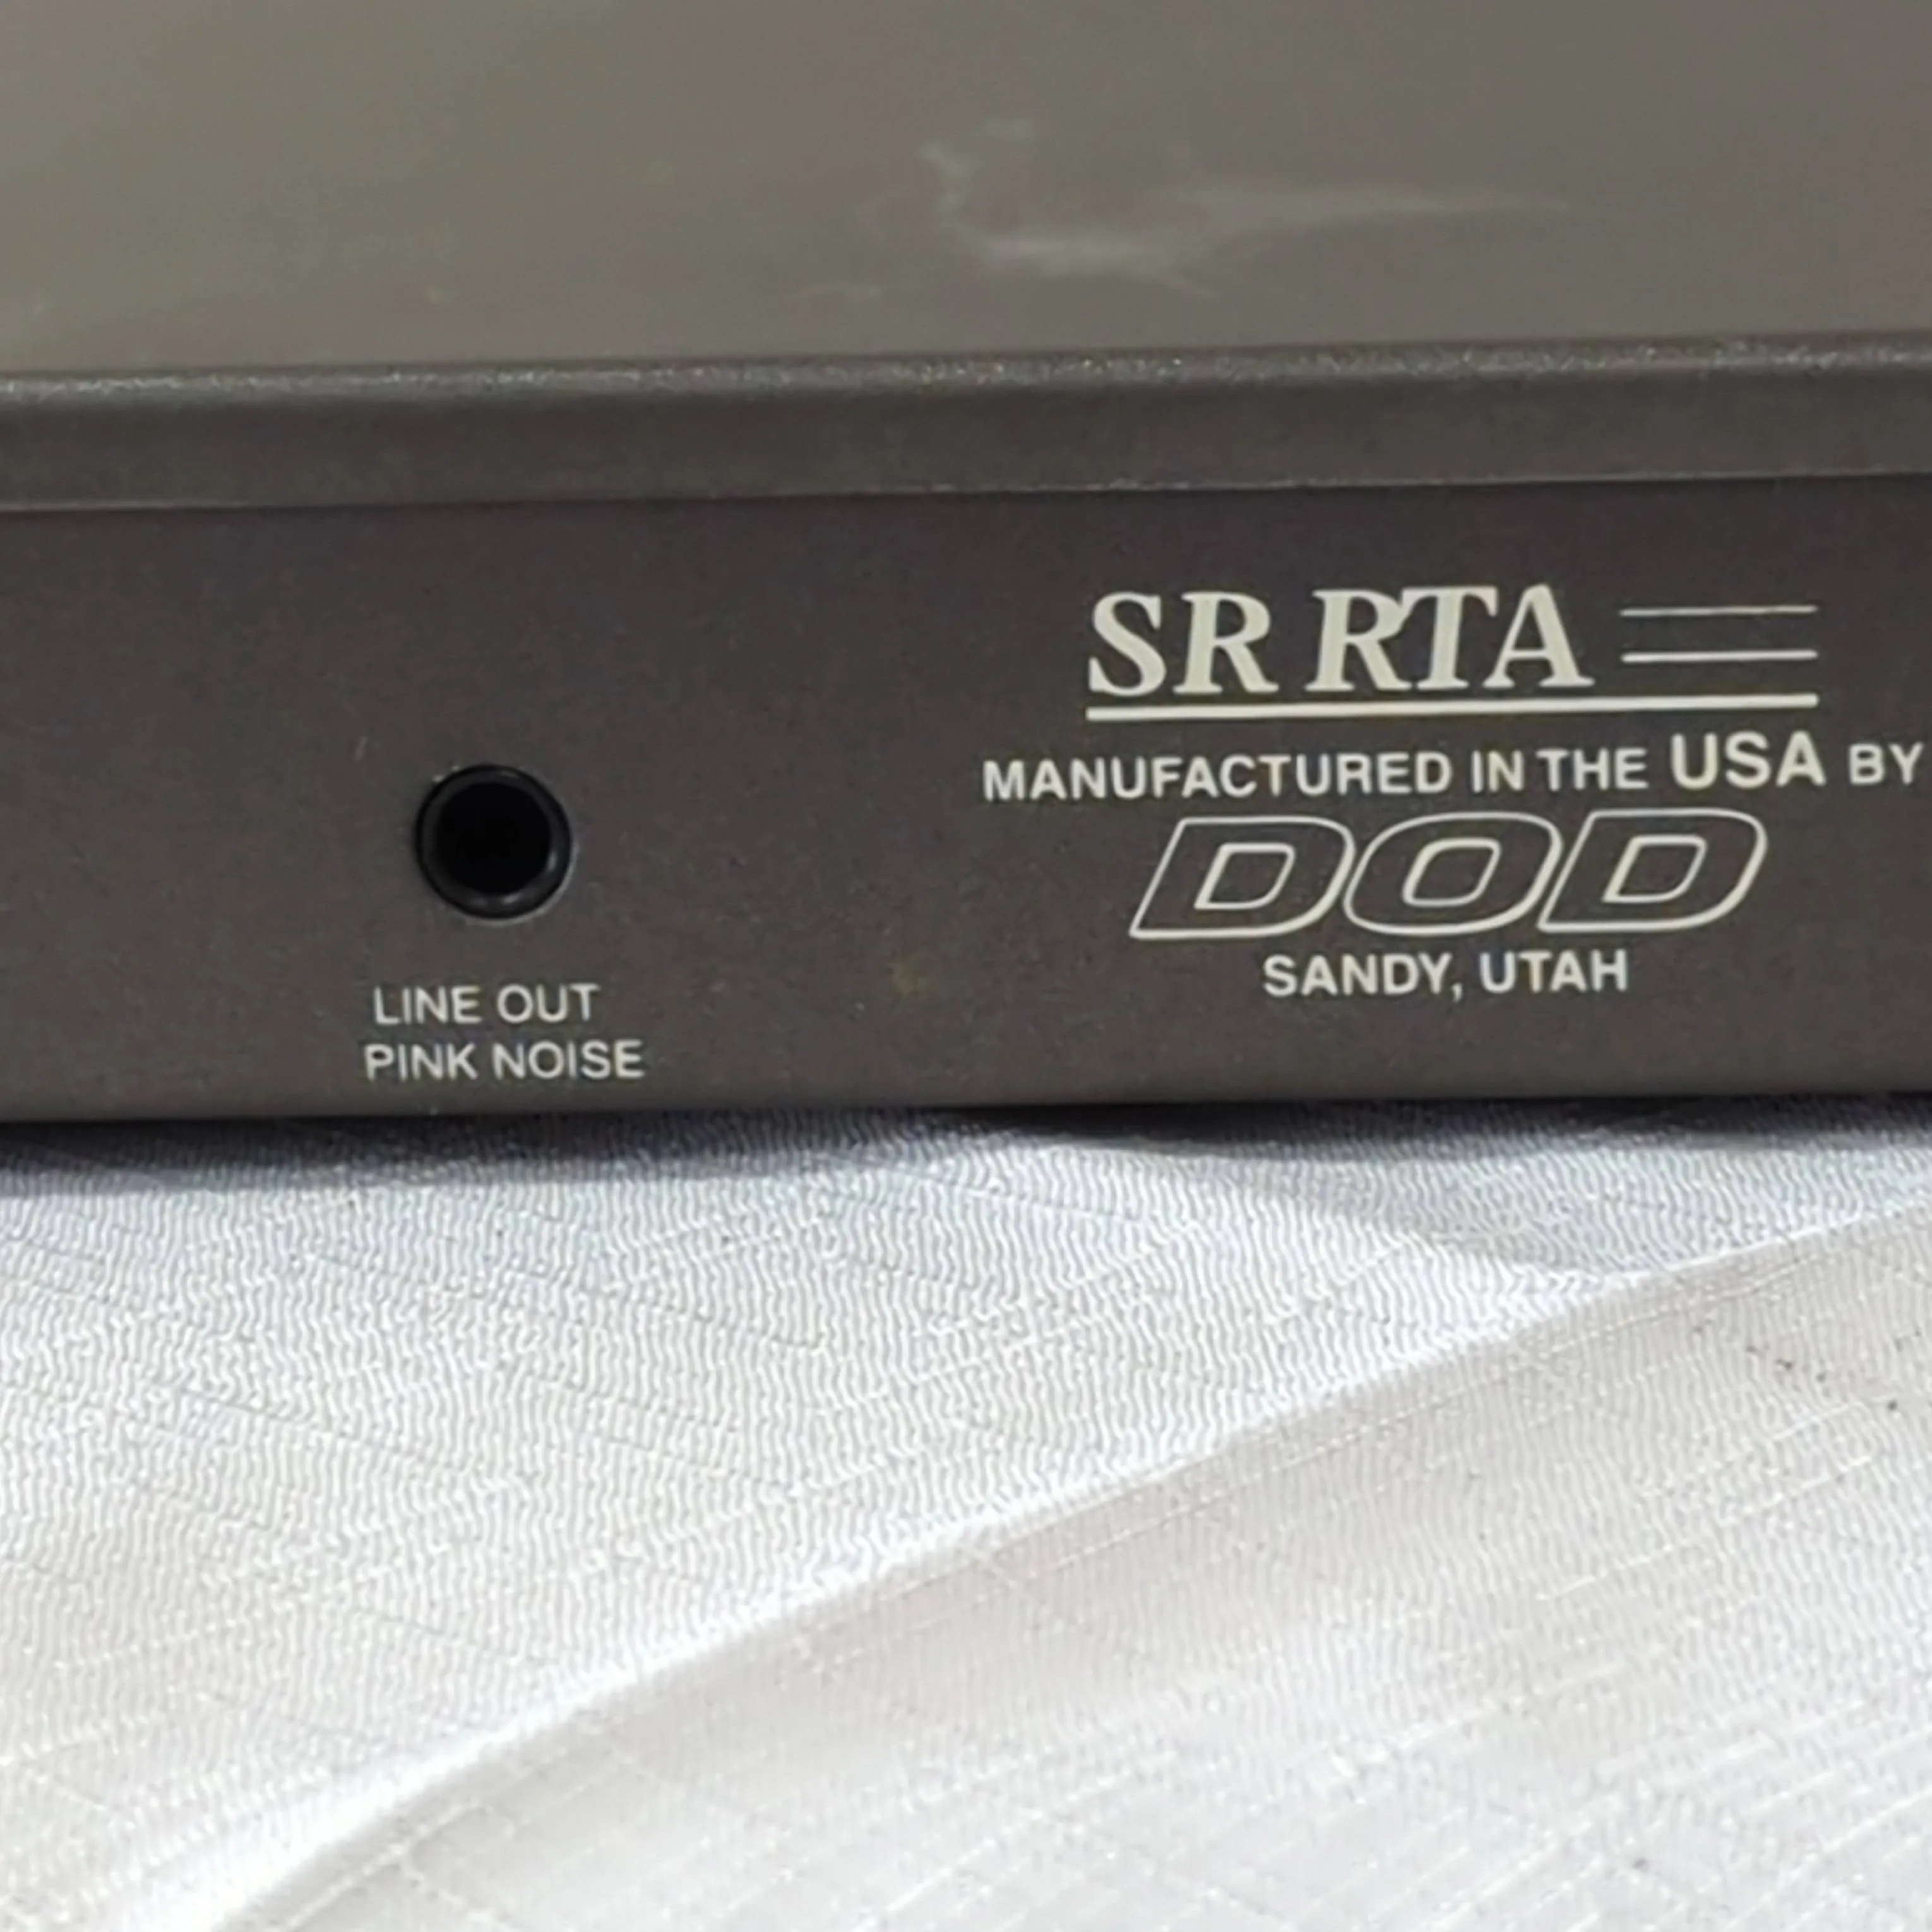 SR RTA
MANUFACTURED IN THE USA BY
DOD
SANDY, UTAH
LINE OUT
PINK NOISE